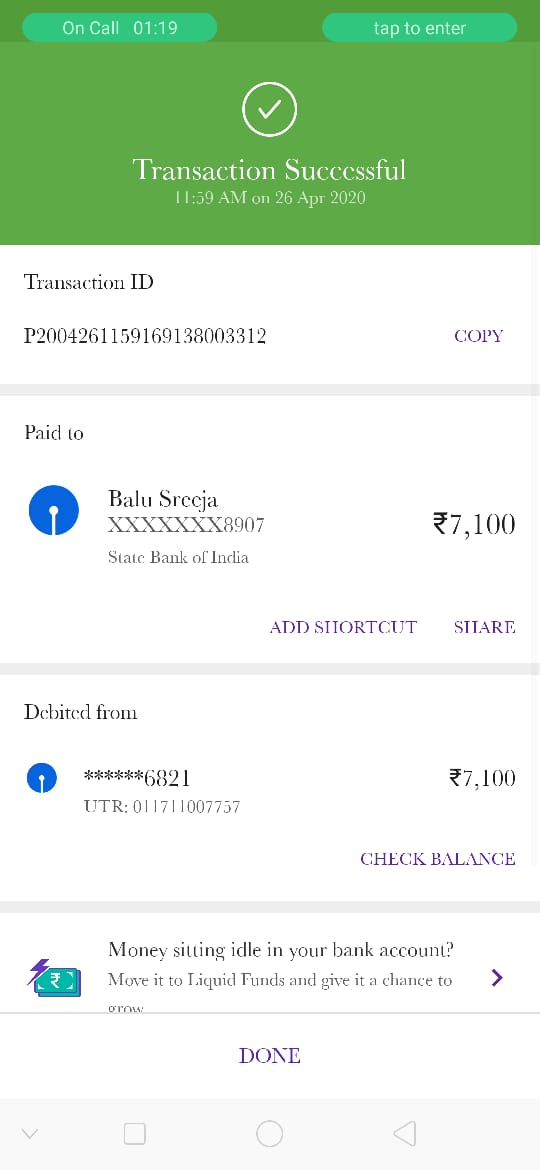 On Call 01:19
tap to enter
Transaction Successful
11:59 AM on 26 Apr 2020
Transaction ID
P2004261159169138003312
COPY
Paid to
Balu Sreeja
XXXXXXX8907
₹7,100
State Bank of India
ADD SHORTCUT
SHARE
Debited from
******6821
₹7,100
UTR: 011711007757
CHECK BALANCE
Money sitting idle in your bank account?
Move it to Liquid Funds and give it a chance to
grow
DONE